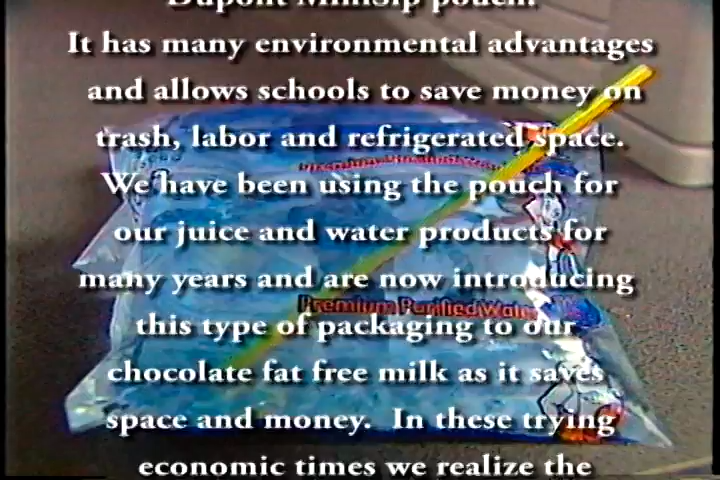 Dupont MiniSip pouch.
It has many environmental advantages
and allows schools to save money on
trash, labor and refrigerated space.
We have been using the pouch for
our juice and water products for
many years and are now introducing
this type of packaging to our
Premium Purified Water
chocolate fat free milk as it saves
space and money. In these trying
economic times we realize the